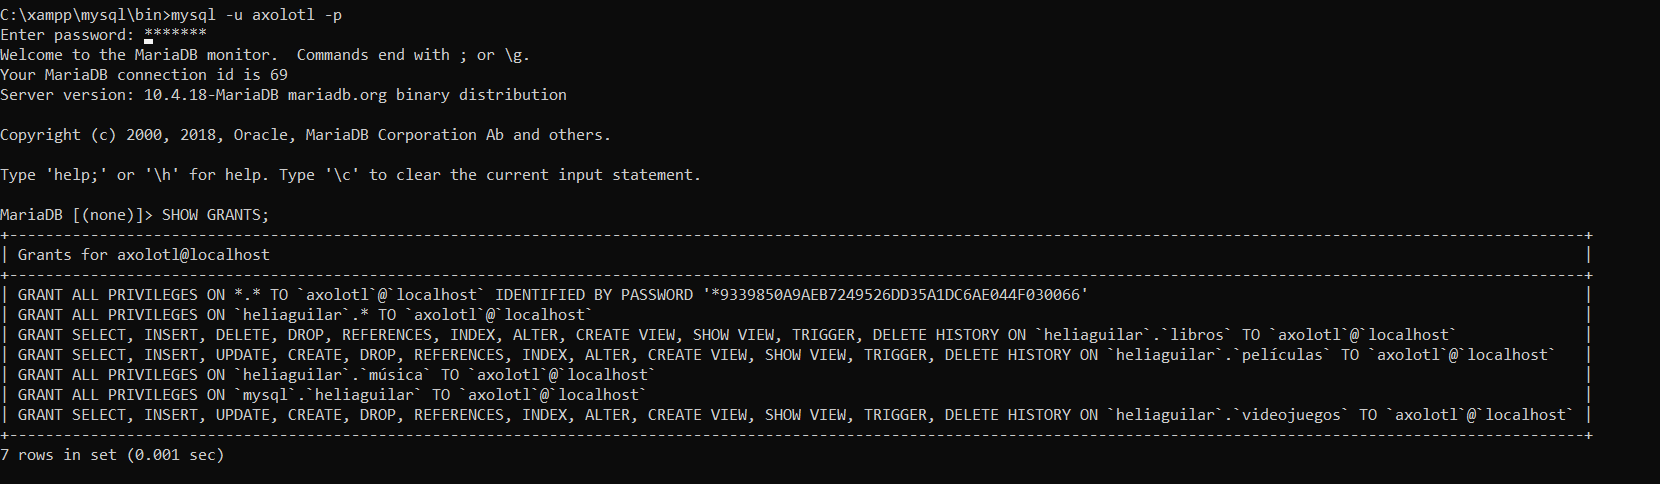 C:\xampp\mysql\bin>mysql -u axolotl -p
Enter password: *******
Welcome to the MariaDB monitor.  Commands end with ; or \g.
Your MariaDB connection id is 69
Server version: 10.4.18-MariaDB mariadb.org binary distribution
Copyright (c) 2000, 2018, Oracle, MariaDB Corporation Ab and others.
Type 'help;' or '\h' for help. Type '\c' to clear the current input statement.
MariaDB [(none)]> SHOW GRANTS;
| Grants for axolotl@localhost |
| GRANT ALL PRIVILEGES ON *.* TO `axolotl`@`localhost` IDENTIFIED BY PASSWORD '*9339850A9AEB7249526DD35A1DC6AE044F030066' |
| GRANT ALL PRIVILEGES ON `heliaguilar`.* TO `axolotl`@`localhost` |
| GRANT SELECT, INSERT, DELETE, DROP, REFERENCES, INDEX, ALTER, CREATE VIEW, SHOW VIEW, TRIGGER, DELETE HISTORY ON `heliaguilar`.`libros` TO `axolotl`@`localhost` |
| GRANT SELECT, INSERT, UPDATE, CREATE, DROP, REFERENCES, INDEX, ALTER, CREATE VIEW, SHOW VIEW, TRIGGER, DELETE HISTORY ON `heliaguilar`.`películas` TO `axolotl`@`localhost` |
| GRANT ALL PRIVILEGES ON `heliaguilar`.`música` TO `axolotl`@`localhost` |
| GRANT ALL PRIVILEGES ON `mysql`.`heliaguilar` TO `axolotl`@`localhost` |
| GRANT SELECT, INSERT, UPDATE, CREATE, DROP, REFERENCES, INDEX, ALTER, CREATE VIEW, SHOW VIEW, TRIGGER, DELETE HISTORY ON `heliaguilar`.`videojuegos` TO `axolotl`@`localhost` |
7 rows in set (0.001 sec)